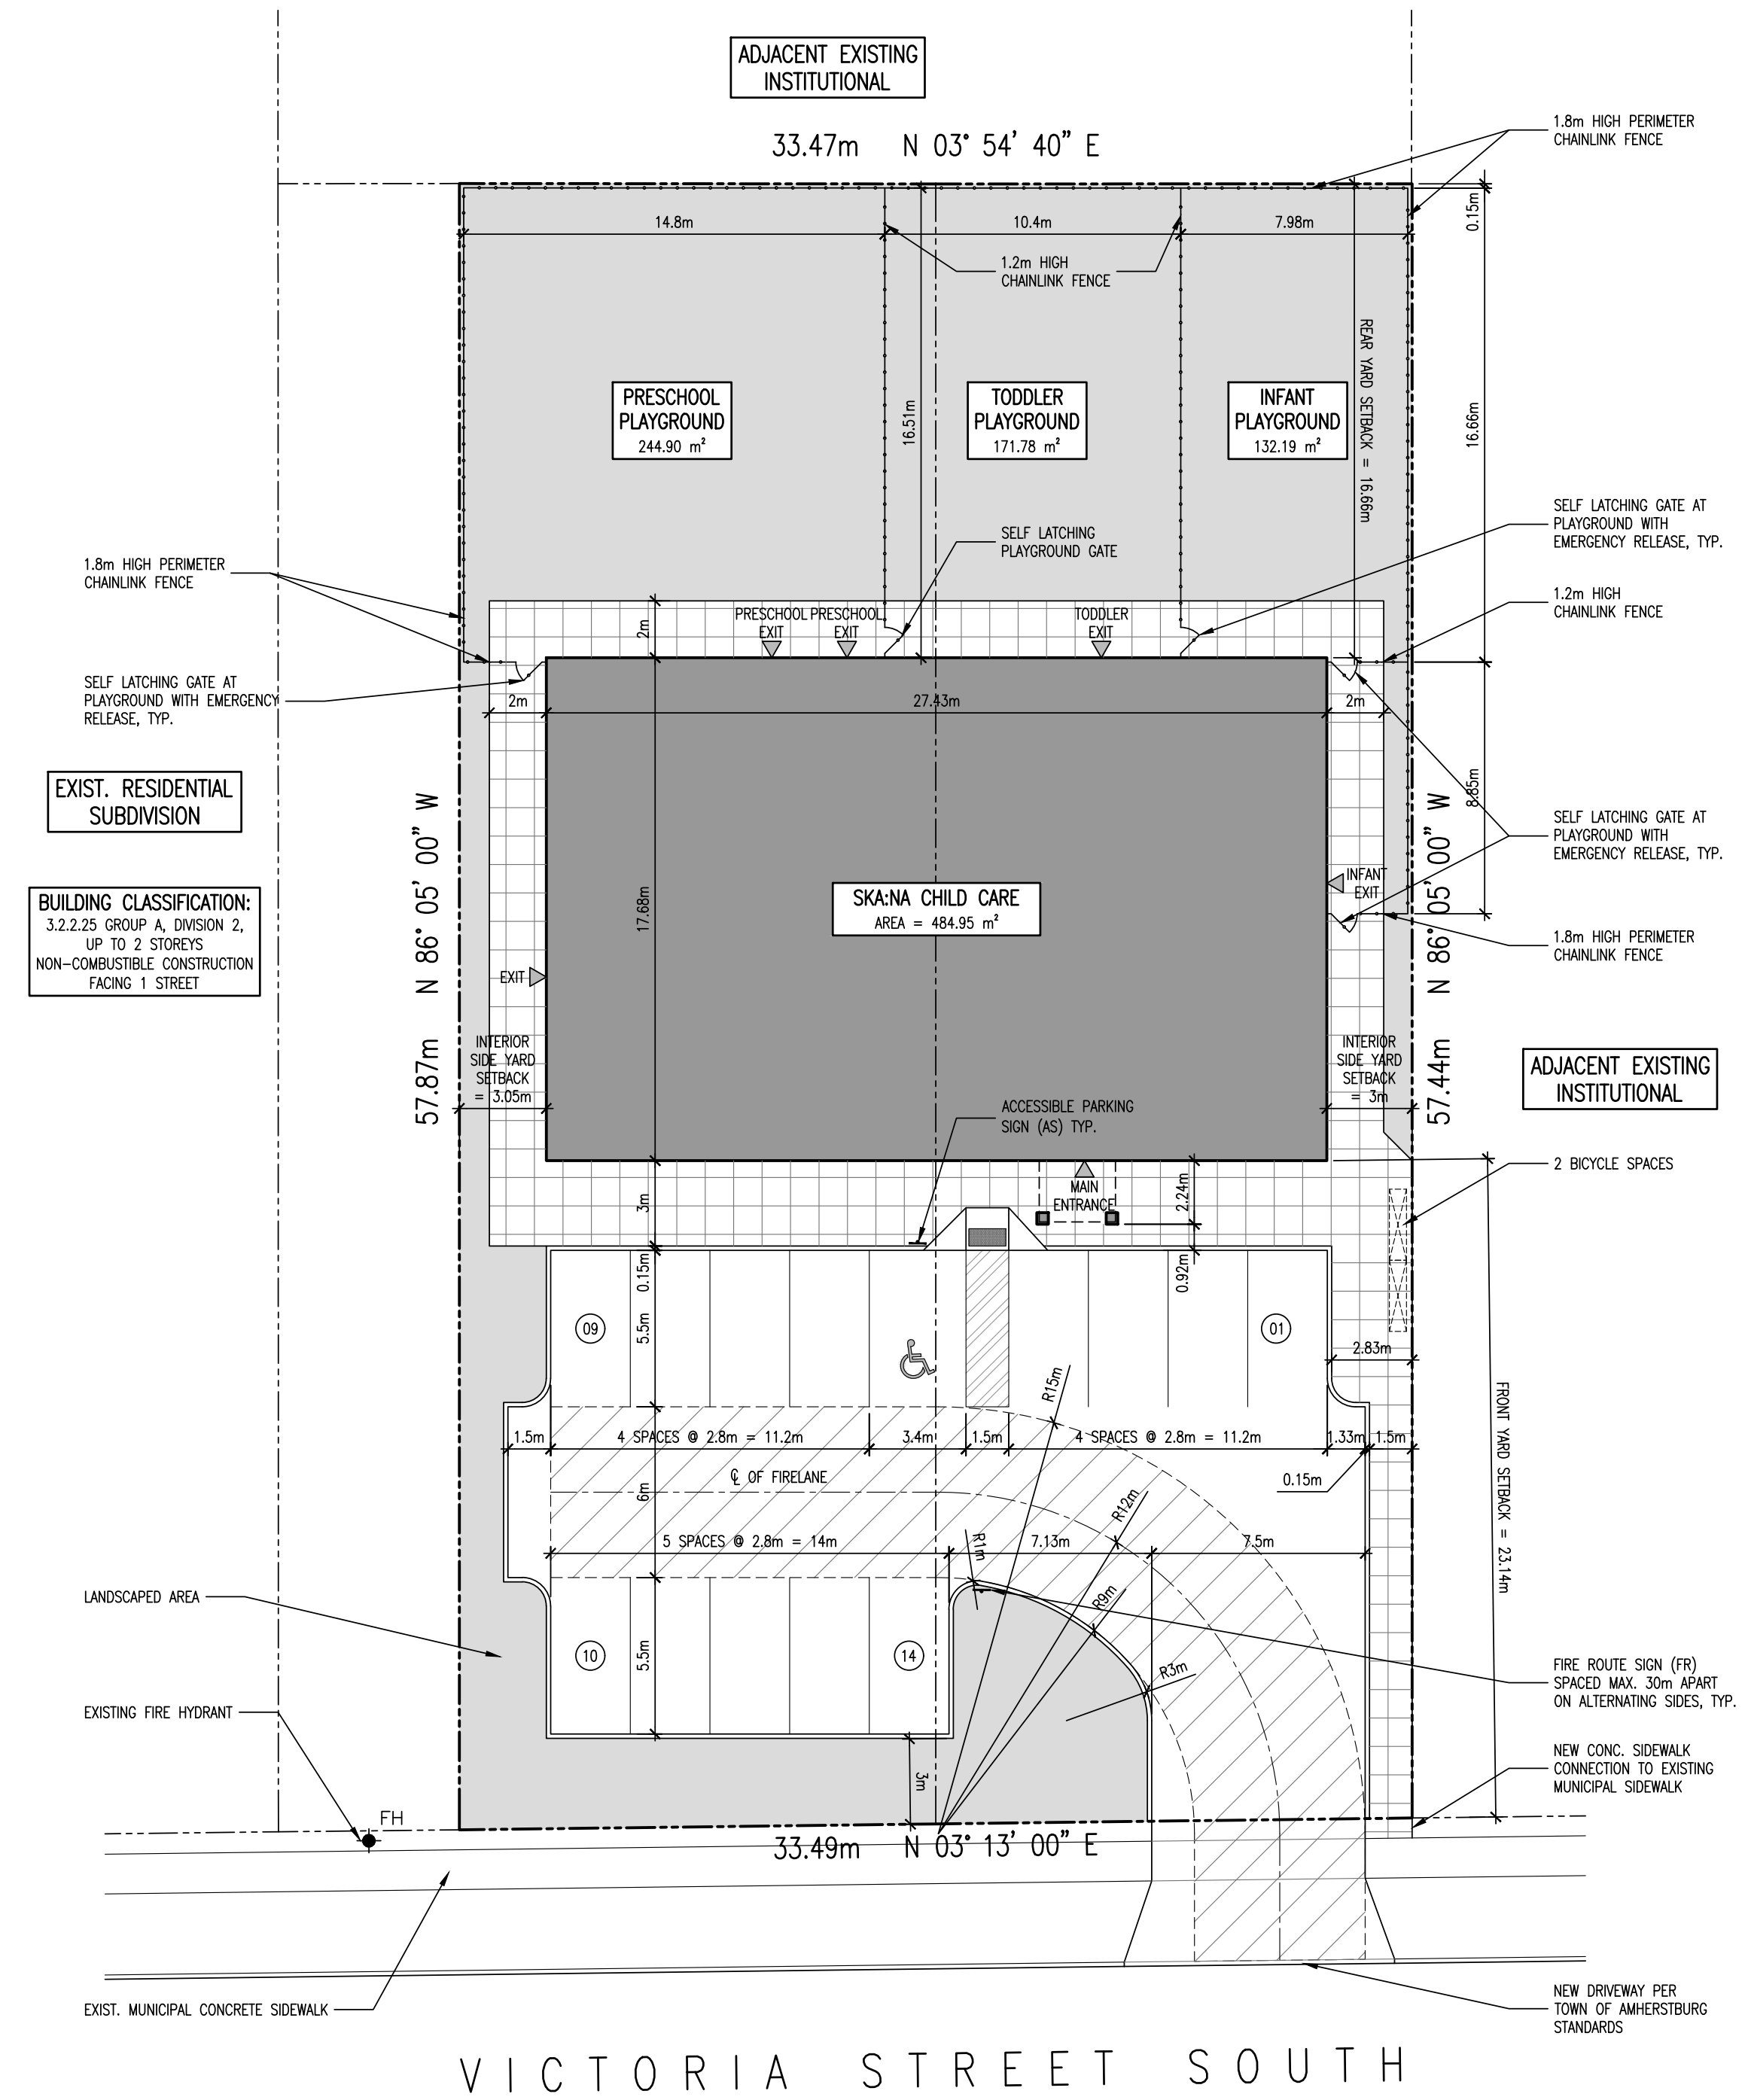 ADJACENT EXISTING
INSTITUTIONAL
33.47m N 03° 54' 40" E
1.8m HIGH PERIMETER
CHAINLINK FENCE
0.15m
14.8m
10.4m
7.98m
1.2m HIGH
CHAINLINK FENCE
REAR YARD SETBACK = 16.66m
16.51m
16.66m
PRESCHOOL
PLAYGROUND
244.90 m²
TODDLER
PLAYGROUND
171.78 m²
INFANT
PLAYGROUND
132.19 m²
SELF LATCHING
PLAYGROUND GATE
SELF LATCHING GATE AT
PLAYGROUND WITH
EMERGENCY RELEASE, TYP.
1.8m HIGH PERIMETER
CHAINLINK FENCE
1.2m HIGH
CHAINLINK FENCE
2m
PRESCHOOL
EXIT
PRESCHOOL
EXIT
TODDLER
EXIT
SELF LATCHING GATE AT
PLAYGROUND WITH EMERGENCY
RELEASE, TYP.
2m
27.43m
2m
8.85m
EXIST. RESIDENTIAL
SUBDIVISION
57.87m N 86° 05' 00" W
57.44m N 86° 05' 00" W
SELF LATCHING GATE AT
PLAYGROUND WITH
EMERGENCY RELEASE, TYP.
BUILDING CLASSIFICATION:
3.2.2.25 GROUP A, DIVISION 2,
UP TO 2 STOREYS
NON-COMBUSTIBLE CONSTRUCTION
FACING 1 STREET
17.68m
SKA:NA CHILD CARE
AREA = 484.95 m²
INFANT
EXIT
1.8m HIGH PERIMETER
CHAINLINK FENCE
EXIT
INTERIOR
SIDE YARD
SETBACK
= 3.05m
INTERIOR
SIDE YARD
SETBACK
= 3m
ADJACENT EXISTING
INSTITUTIONAL
ACCESSIBLE PARKING
SIGN (AS) TYP.
2 BICYCLE SPACES
3m
MAIN
ENTRANCE
2.24m
0.15m
0.92m
09
5.5m
01
2.83m
R15m
FRONT YARD SETBACK = 23.14m
1.5m
4 SPACES @ 2.8m = 11.2m
3.4m
1.5m
4 SPACES @ 2.8m = 11.2m
1.33m
1.5m
℄ OF FIRELANE
0.15m
6m
R12m
5 SPACES @ 2.8m = 14m
R1m
7.13m
7.5m
LANDSCAPED AREA
R9m
10
5.5m
14
R3m
FIRE ROUTE SIGN (FR)
SPACED MAX. 30m APART
ON ALTERNATING SIDES, TYP.
EXISTING FIRE HYDRANT
3m
NEW CONC. SIDEWALK
CONNECTION TO EXISTING
MUNICIPAL SIDEWALK
FH
33.49m N 03° 13' 00" E
EXIST. MUNICIPAL CONCRETE SIDEWALK
NEW DRIVEWAY PER
TOWN OF AMHERSTBURG
STANDARDS
VICTORIA STREET SOUTH